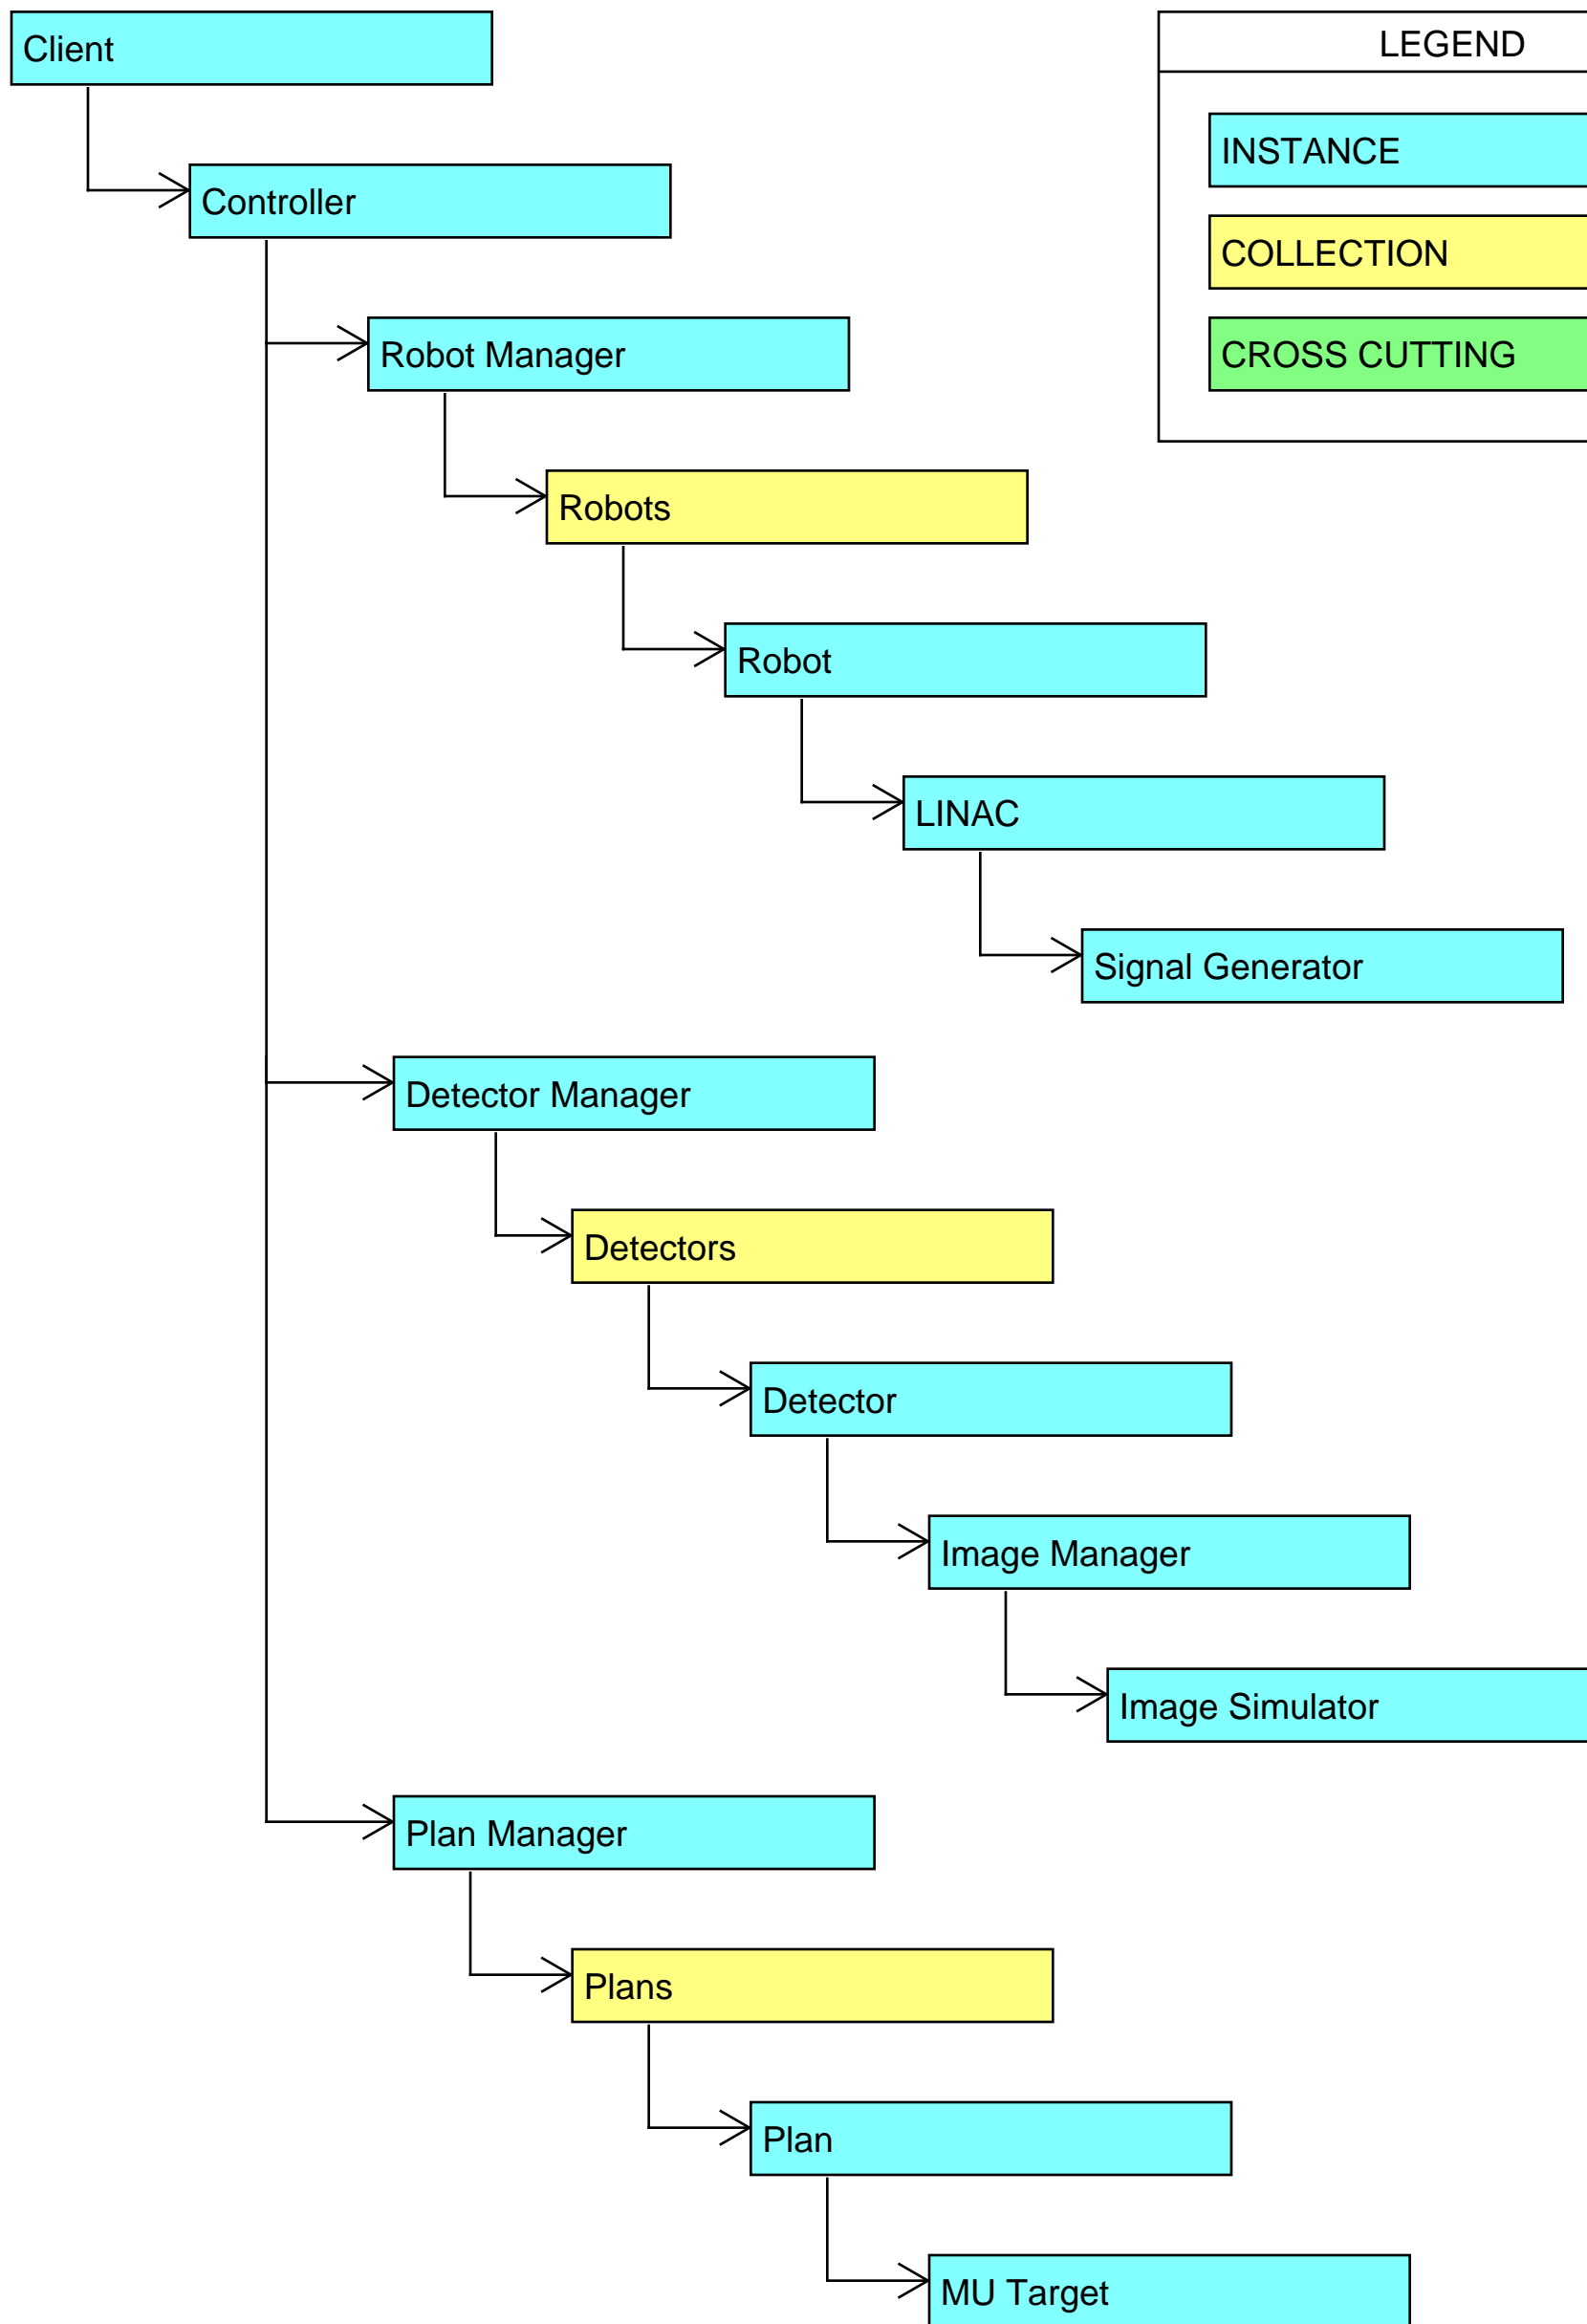 Client
LEGEND
INSTANCE
Controller
COLLECTION
Robot Manager
CROSS CUTTING
Robots
Robot
LINAC
Signal Generator
Detector Manager
Detectors
Detector
Image Manager
Image Simulator
Plan Manager
Plans
Plan
MU Target